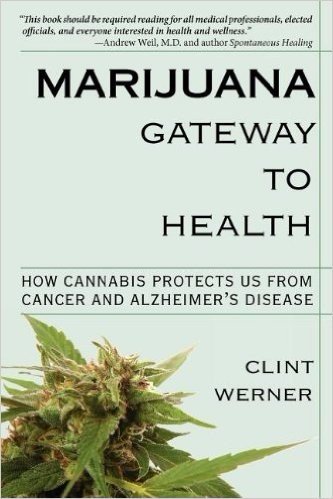 "This book should be required reading for all medical professionals, elected
officials, and everyone interested in health and wellness."
—Andrew Weil, M.D. and author Spontaneous Healing
MARIJUANA
GATEWAY
TO
HEALTH
HOW CANNABIS PROTECTS US FROM
CANCER AND ALZHEIMER'S DISEASE
CLINT
WERNER